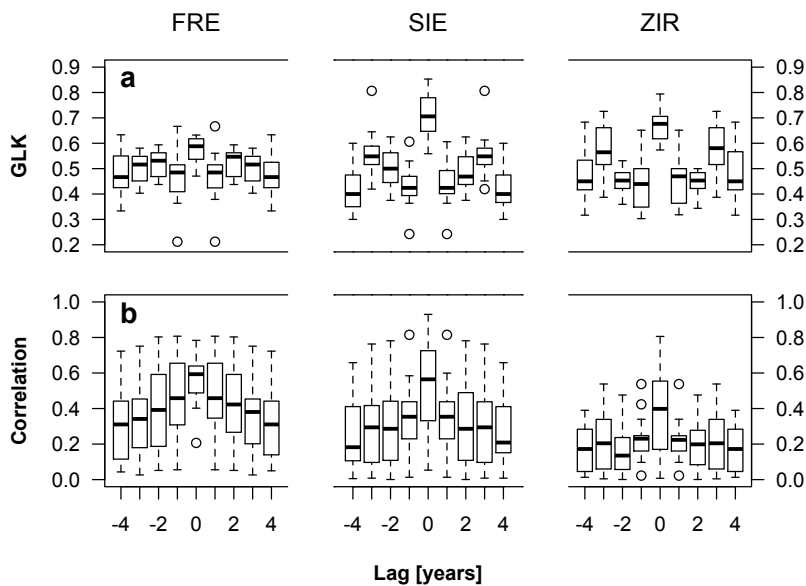 FRE SIE ZIR
a
GLK
0.9 0.9
0.8 0.8
0.7 0.7
0.6 0.6
0.5 0.5
0.4 0.4
0.3 0.3
0.2 0.2
b
Correlation
1.0 1.0
0.8 0.8
0.6 0.6
0.4 0.4
0.2 0.2
0.0 0.0
-4 -2 0 2 4 -4 -2 0 2 4 -4 -2 0 2 4
Lag [years]